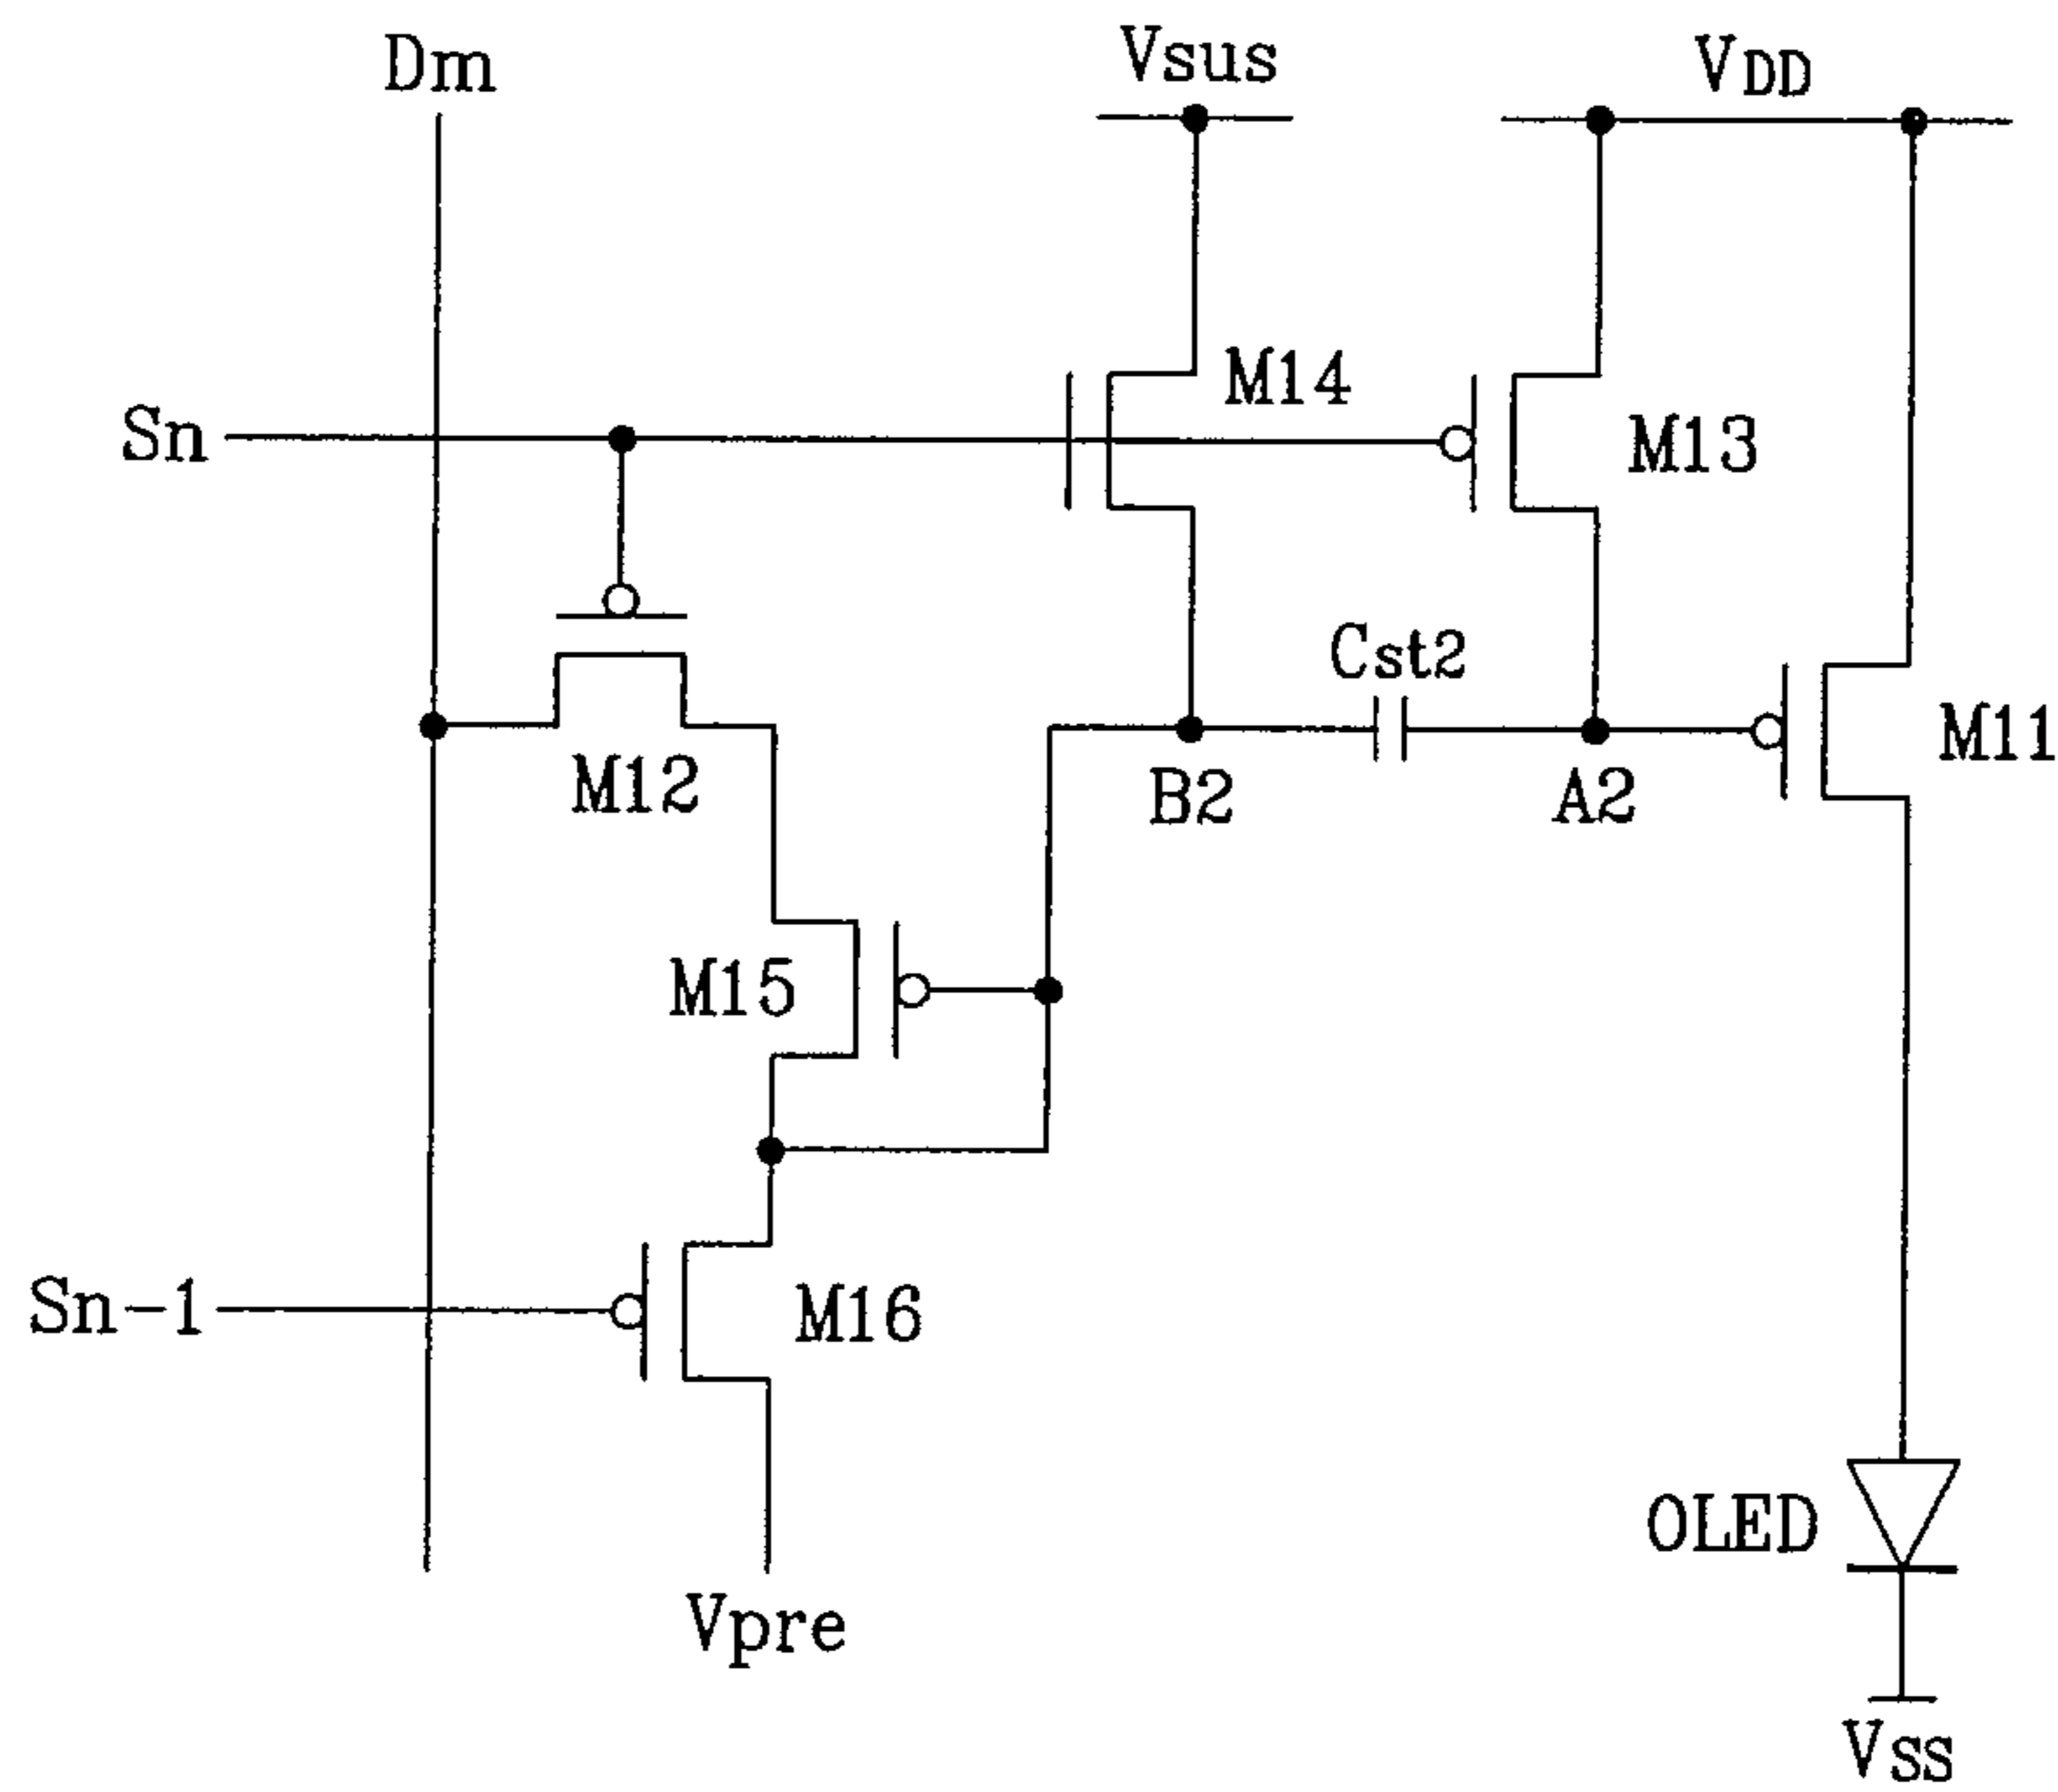 Dm
Vsus
VDD
M14
Sn
M13
Cst2
M11
M12
B2
A2
M15
Sn-1
M16
OLED
Vpre
VSS